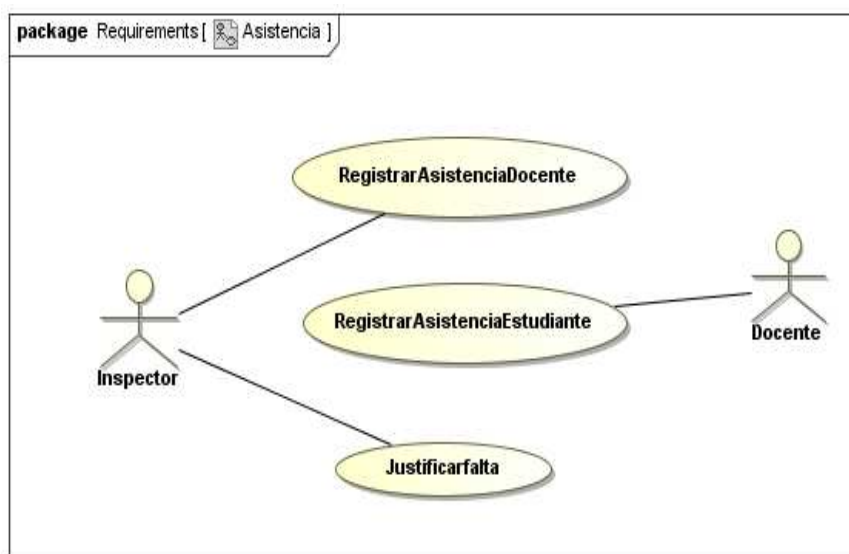 package Requirements [ Asistencia ]
RegistrarAsistenciaDocente
RegistrarAsistenciaEstudiante
Docente
Inspector
Justificarfalta